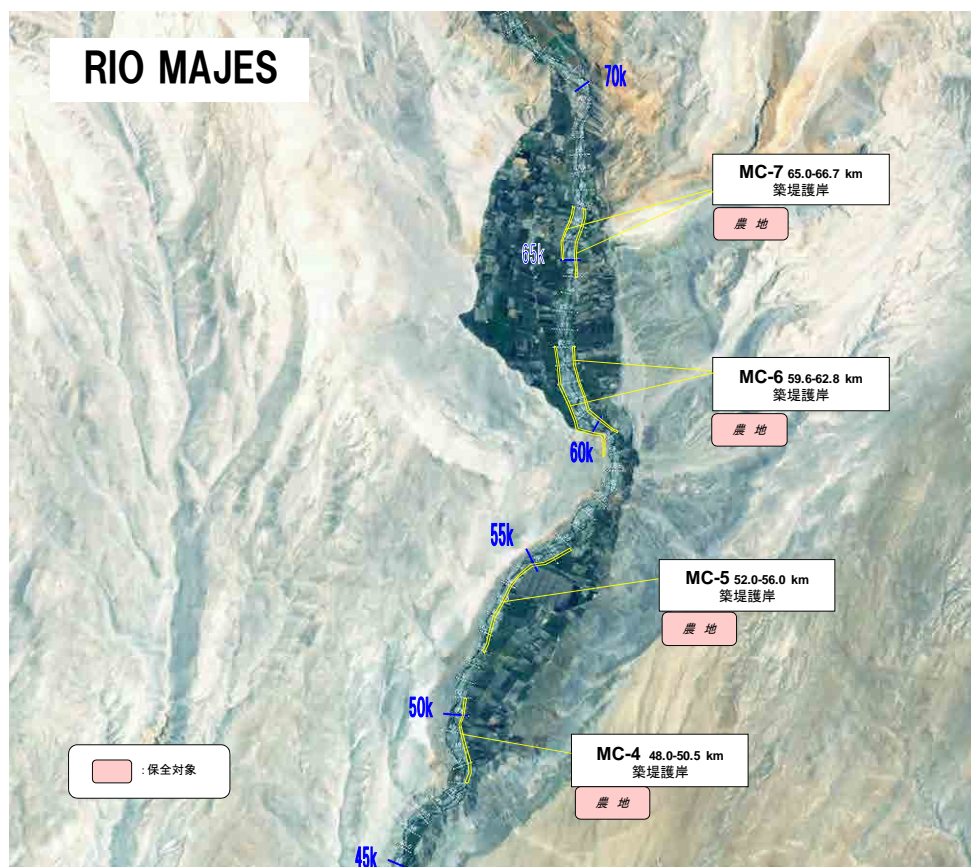 RIO MAJES
70k
MC-7 65.0-66.7 km
築堤護岸
農 地
65k
MC-6 59.6-62.8 km
築堤護岸
農 地
60k
55k
MC-5 52.0-56.0 km
築堤護岸
農 地
50k
MC-4 48.0-50.5 km
築堤護岸
農 地
: 保全対象
45k